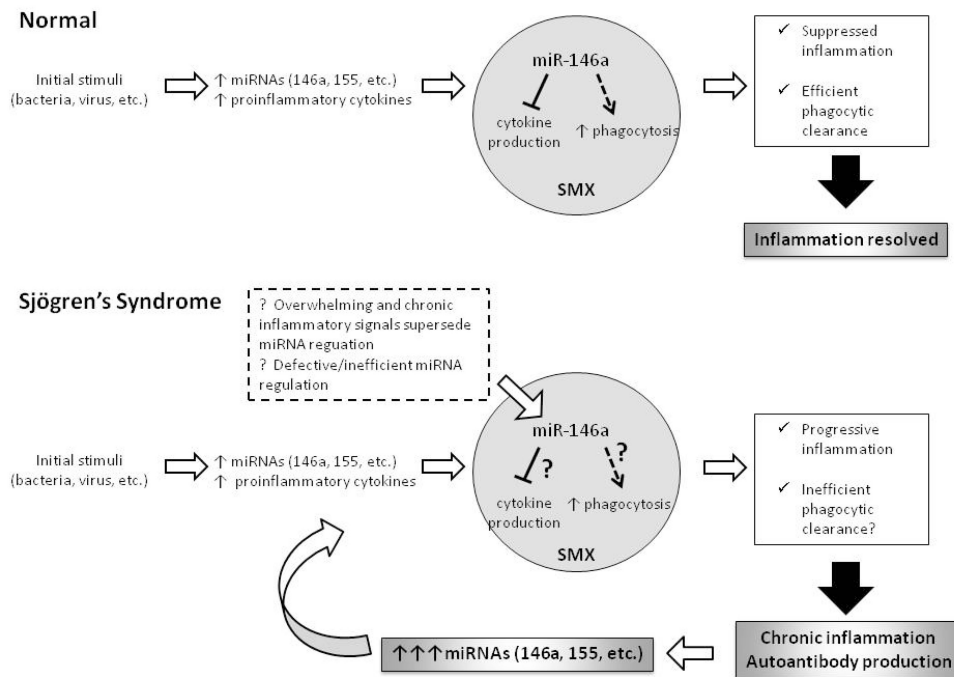 Normal
Initial stimuli
(bacteria, virus, etc.)
↑ miRNAs (146a, 155, etc.)
↑ proinflammatory cytokines
miR-146a
cytokine
production
↑ phagocytosis
SMX
✓ Suppressed
inflammation
✓ Efficient
phagocytic
clearance
Inflammation resolved
Sjögren's Syndrome
? Overwhelming and chronic
inflammatory signals supersede
miRNA reguation
? Defective/inefficient miRNA
regulation
Initial stimuli
(bacteria, virus, etc.)
↑ miRNAs (146a, 155, etc.)
↑ proinflammatory cytokines
miR-146a
? ?
cytokine
production
↑ phagocytosis
SMX
✓ Progressive
inflammation
✓ Inefficient
phagocytic
clearance?
Chronic inflammation
Autoantibody production
↑↑↑miRNAs (146a, 155, etc.)